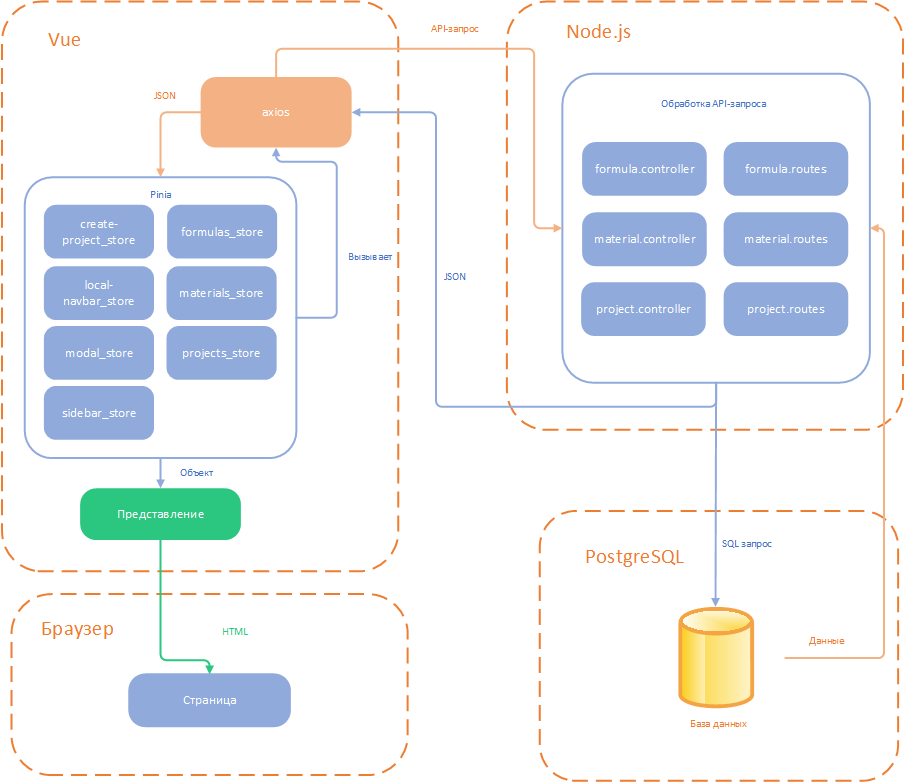 Vue
API-запрос
Node.js
JSON
axios
Обработка API-запроса
Pinia
create-
project_store
formulas_store
local-
navbar_store
materials_store
modal_store
projects_store
sidebar_store
Вызывает
JSON
formula.controller
formula.routes
material.controller
material.routes
project.controller
project.routes
Объект
Представление
SQL запрос
PostgreSQL
Браузер
HTML
Страница
Данные
База данных